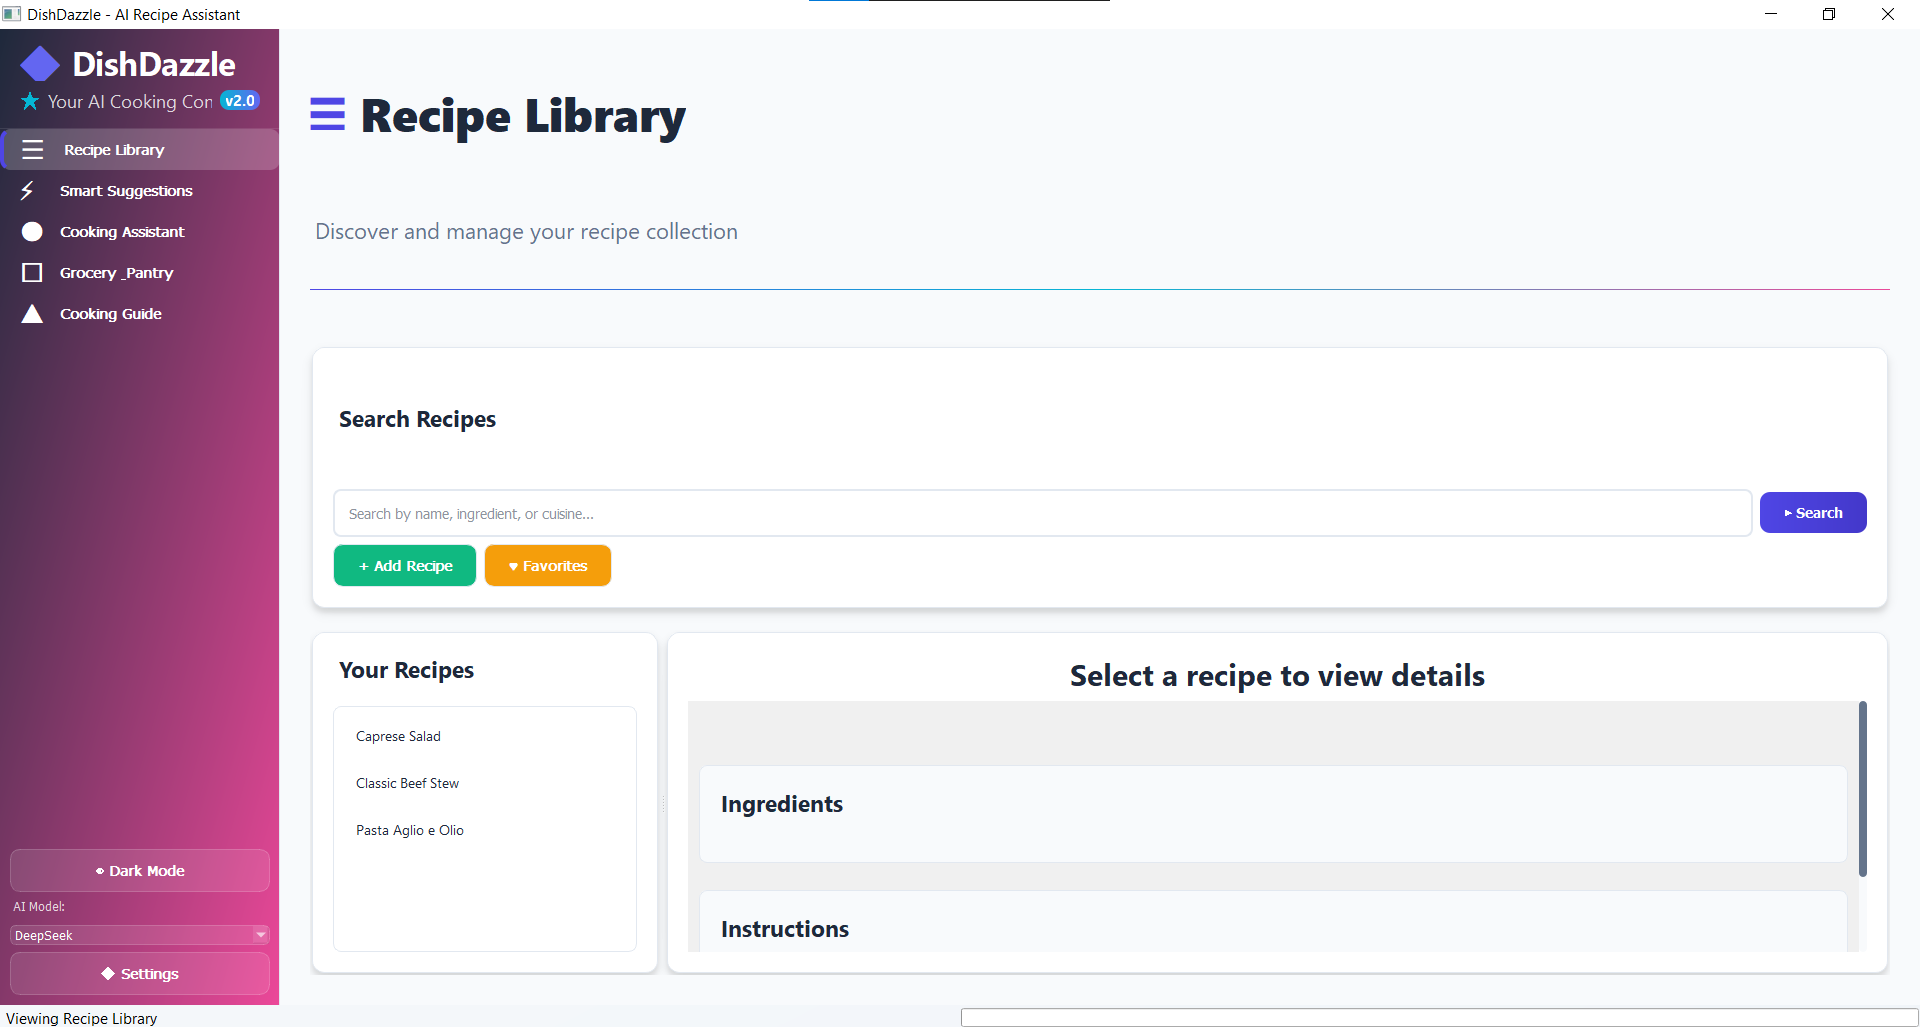 DishDazzle - AI Recipe Assistant
DishDazzle
Your AI Cooking Con
v2.0
Recipe Library
Smart Suggestions
Cooking Assistant
Grocery _Pantry
Cooking Guide
Dark Mode
AI Model:
DeepSeek
Settings
Recipe Library
Discover and manage your recipe collection
Search Recipes
Search by name, ingredient, or cuisine...
Search
+ Add Recipe
Favorites
Your Recipes
Caprese Salad
Classic Beef Stew
Pasta Aglio e Olio
Select a recipe to view details
Ingredients
Instructions
Viewing Recipe Library